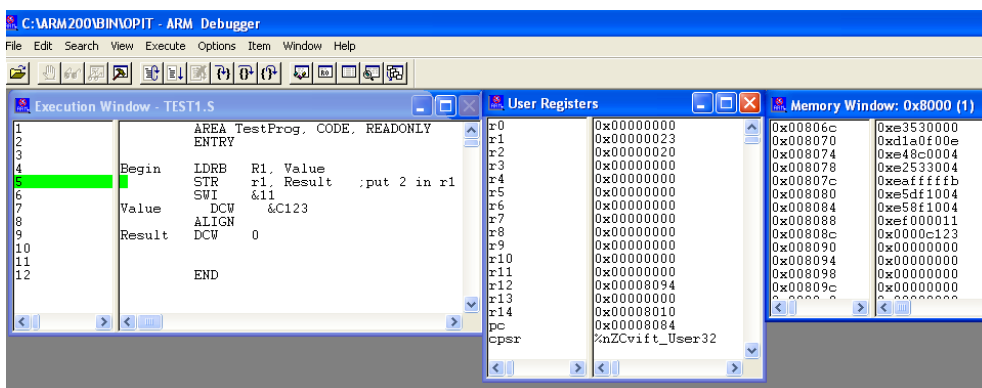 C:\ARM200\BIN\OPIT - ARM Debugger
File Edit Search View Execute Options Item Window Help
Execution Window - TEST1.S
1 AREA TestProg, CODE, READONLY
2 ENTRY
3
4 Begin LDRB R1, Value
5 STR r1, Result ;put 2 in r1
6 SWI &11
7 Value DCW &C123
8 ALIGN
9 Result DCW 0
10
11
12 END
User Registers
r0 0x00000000
r1 0x00000023
r2 0x00000020
r3 0x00000000
r4 0x00000000
r5 0x00000000
r6 0x00000000
r7 0x00000000
r8 0x00000000
r9 0x00000000
r10 0x00000000
r11 0x00000000
r12 0x00008094
r13 0x00000000
r14 0x00008010
pc 0x00008084
cpsr %nZCvift_User32
Memory Window: 0x8000 (1)
0x00806c 0xe3530000
0x008070 0xd1a0f00e
0x008074 0xe48c0004
0x008078 0xe2533004
0x00807c 0xeafffffb
0x008080 0xe5df1004
0x008084 0xe58f1004
0x008088 0xef000011
0x00808c 0x0000c123
0x008090 0x00000000
0x008094 0x00000000
0x008098 0x00000000
0x00809c 0x00000000